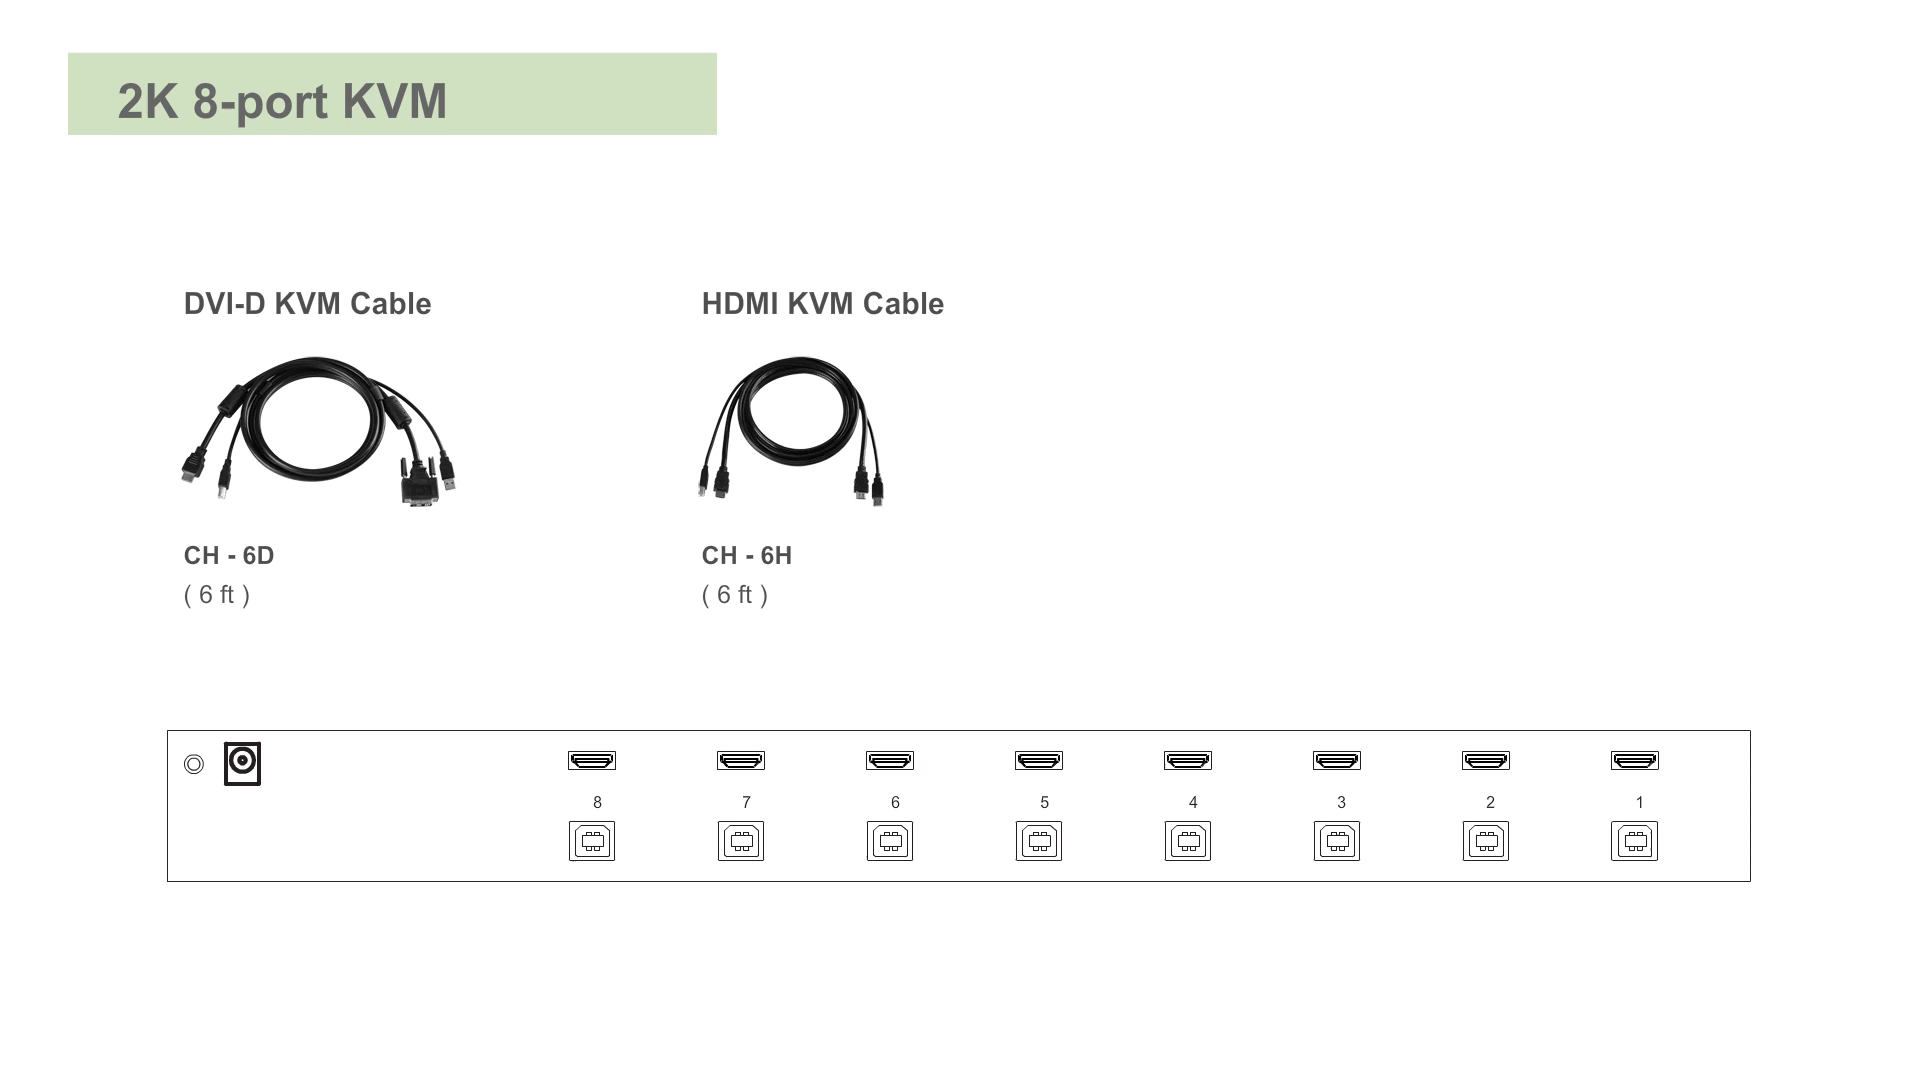 2K 8-port KVM
DVI-D KVM Cable
HDMI KVM Cable
CH - 6D
( 6 ft )
CH - 6H
( 6 ft )
8 7 6 5 4 3 2 1